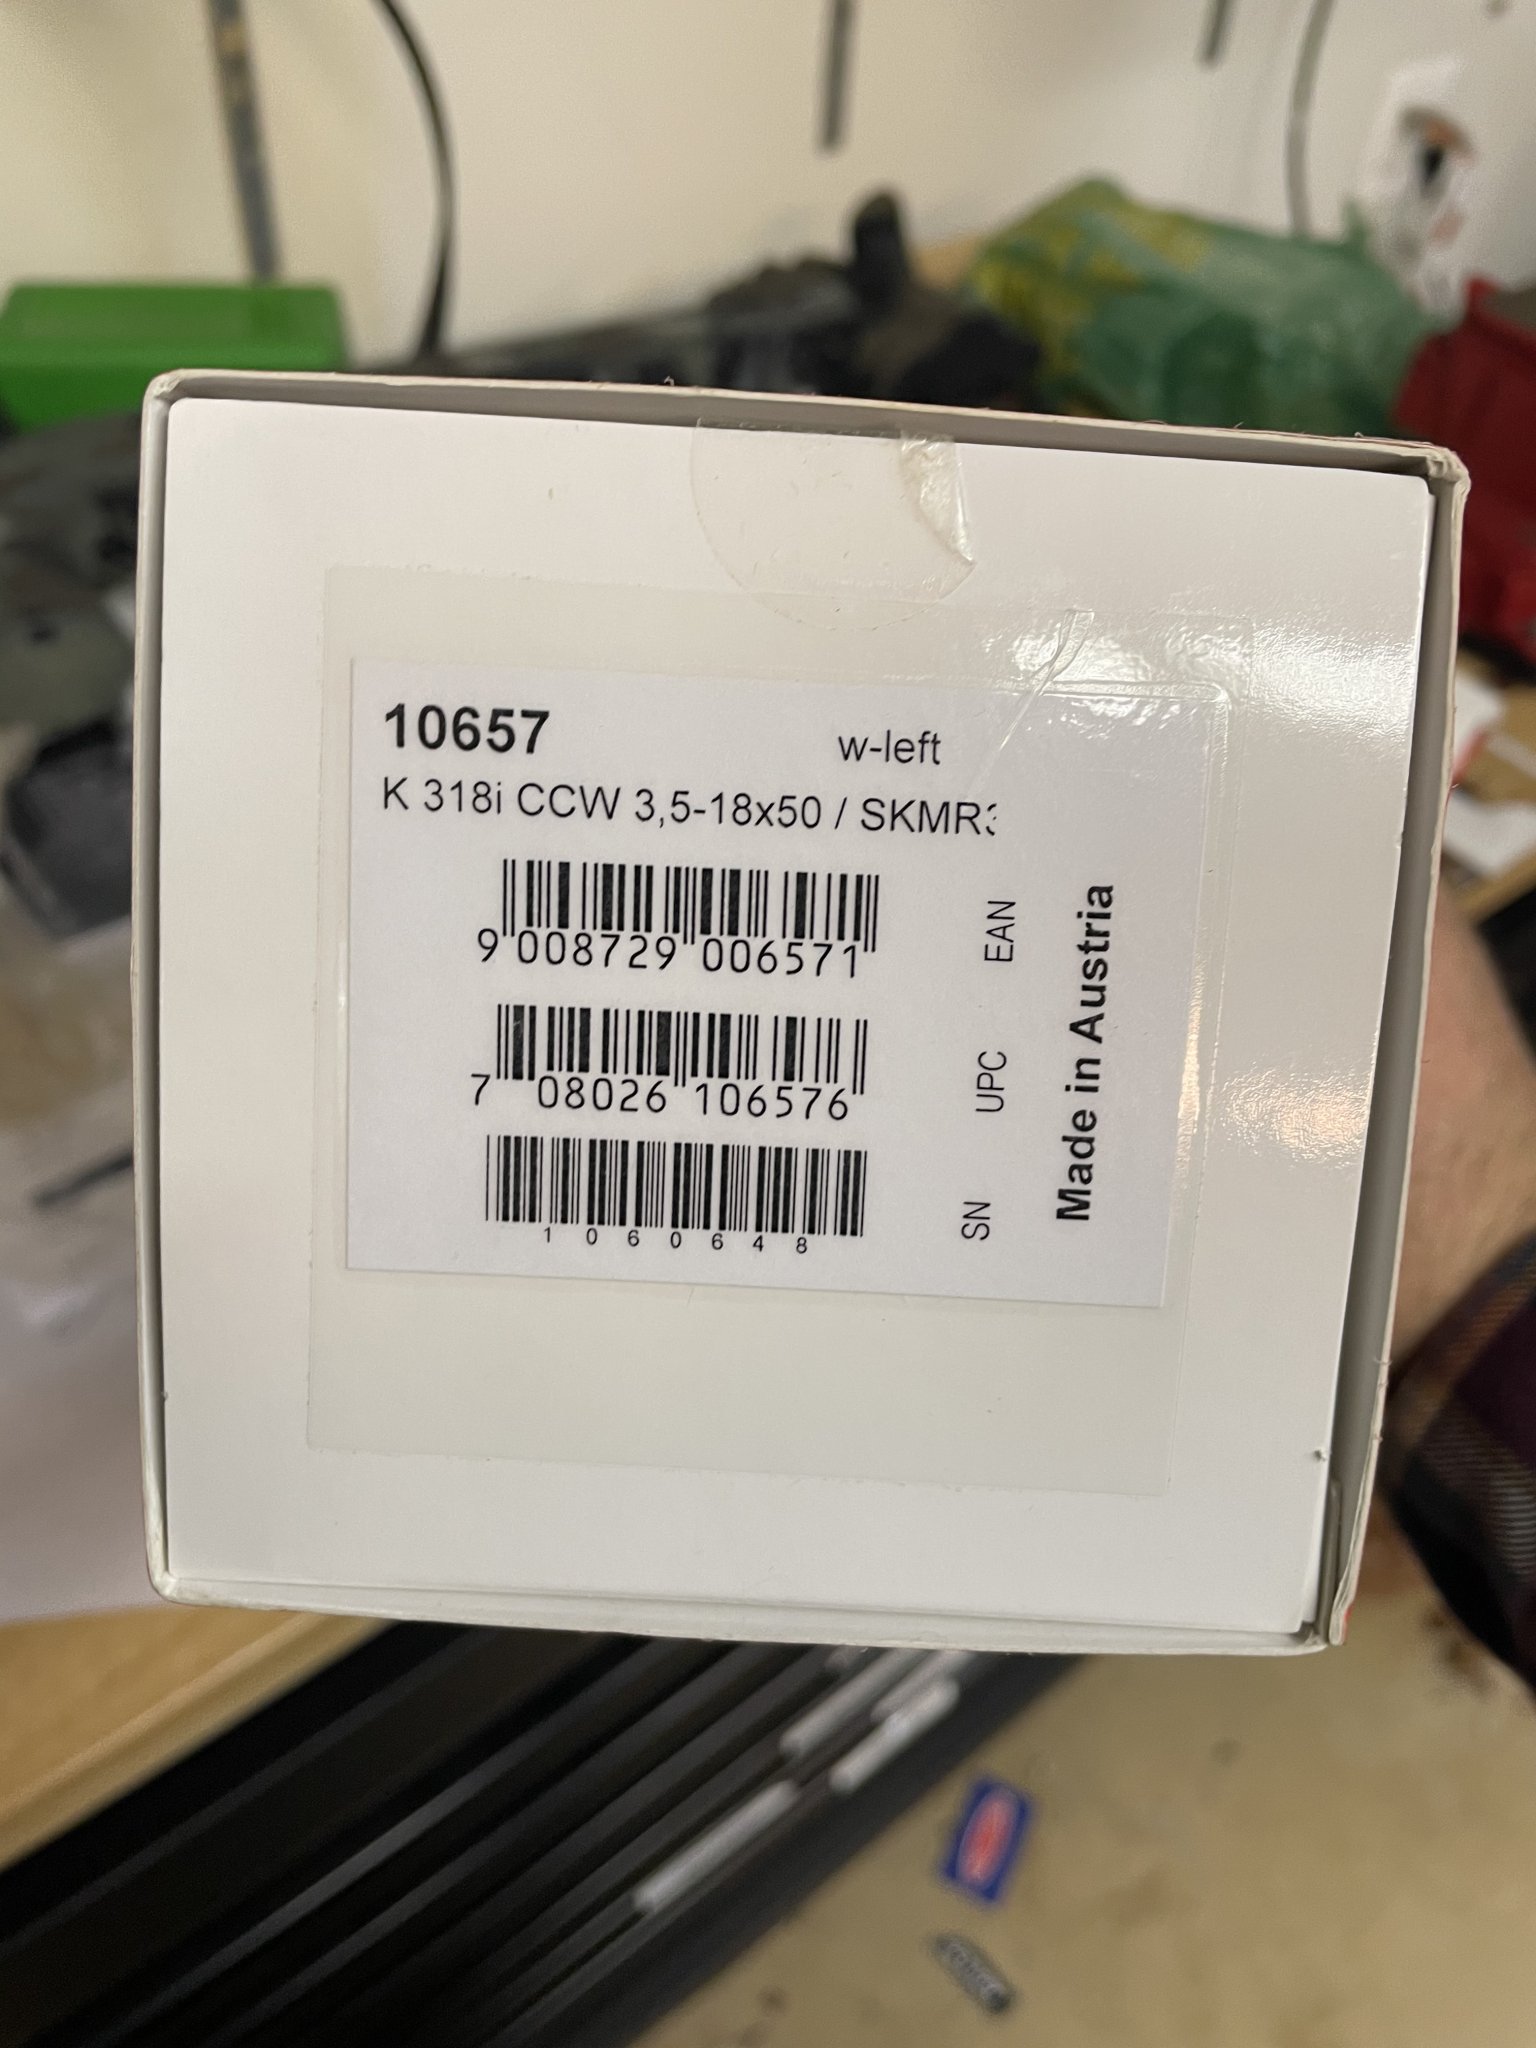 10657
w-left
K 318i CCW 3,5-18x50 / SKMR3
9 008729 006571
EAN
7 08026 106576
UPC
1060648
SN
Made in Austria